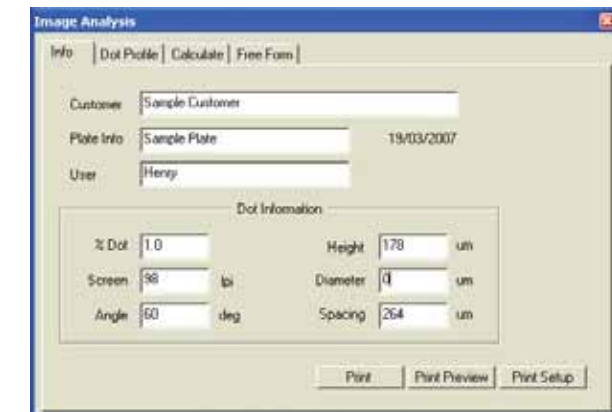 Image Analysis
Info Dot Profile Calculate Free Form
Customer Sample Customer
Plate Info Sample Plate 19/03/2007
User Henry
Dot Information
% Dot 1.0 Height 178 um
Screen 98 lpi Diameter 0 um
Angle 60 deg Spacing 264 um
Print Print Preview Print Setup